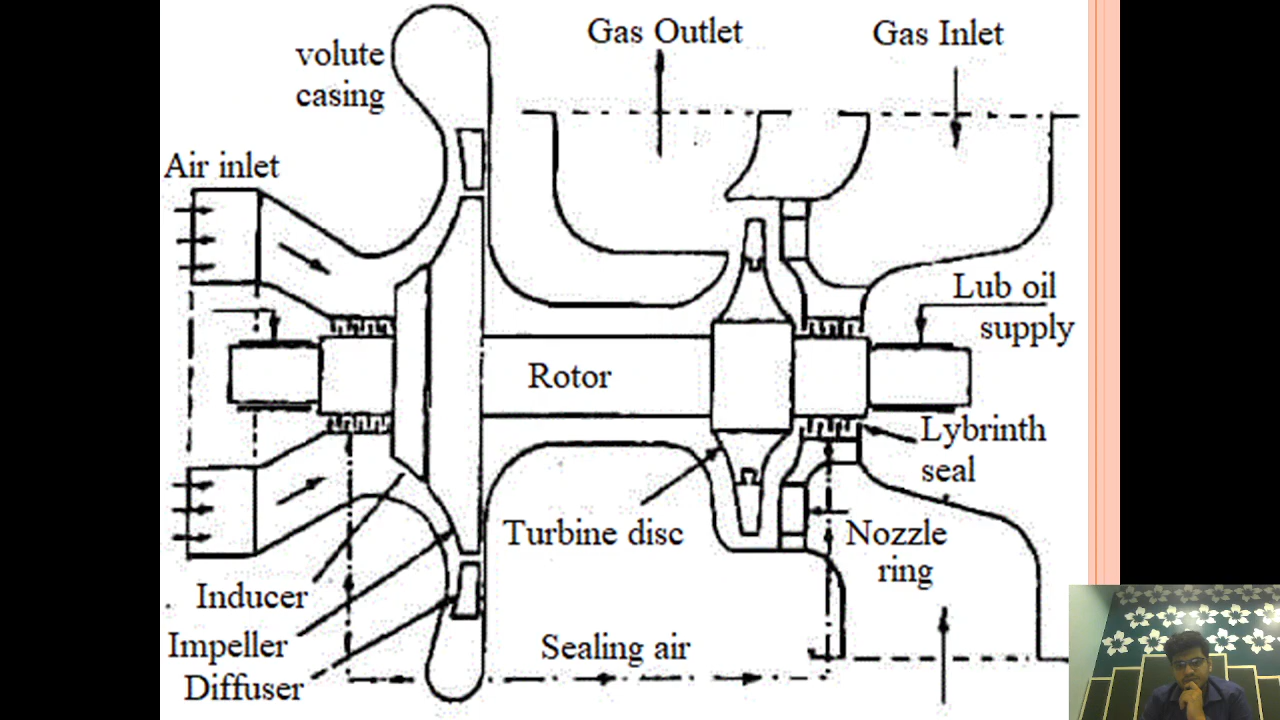 Gas Outlet
Gas Inlet
volute
casing
Air inlet
Lub oil
supply
Rotor
Lybrinth
seal
Turbine disc
Nozzle
ring
Inducer
Impeller
Diffuser
Sealing air